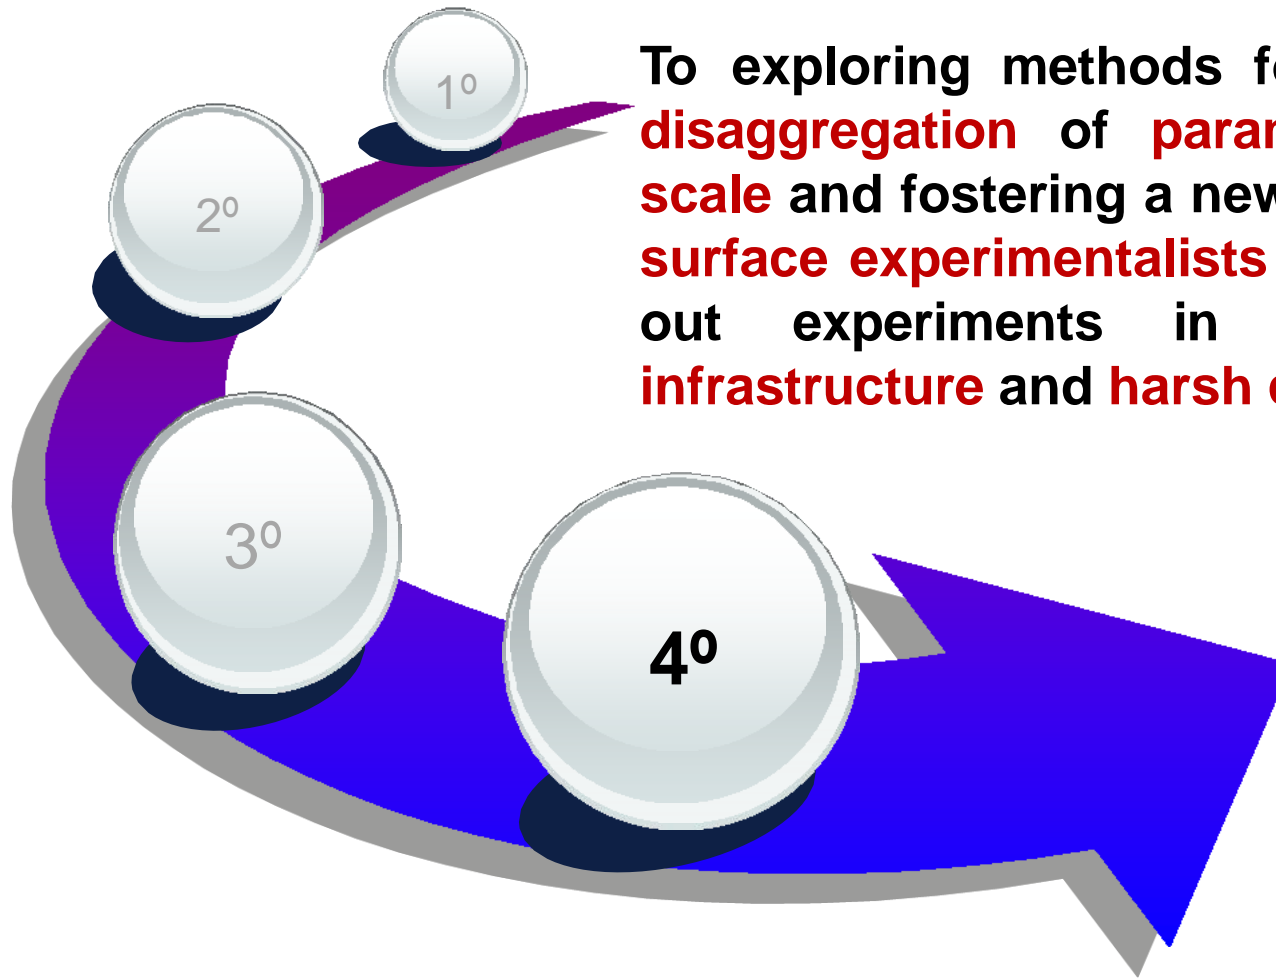 1º
To exploring methods
disaggregation of
2º
scale and fostering a new
surface experimentalists
out experiments in
infrastructure and harsh
3º
4º